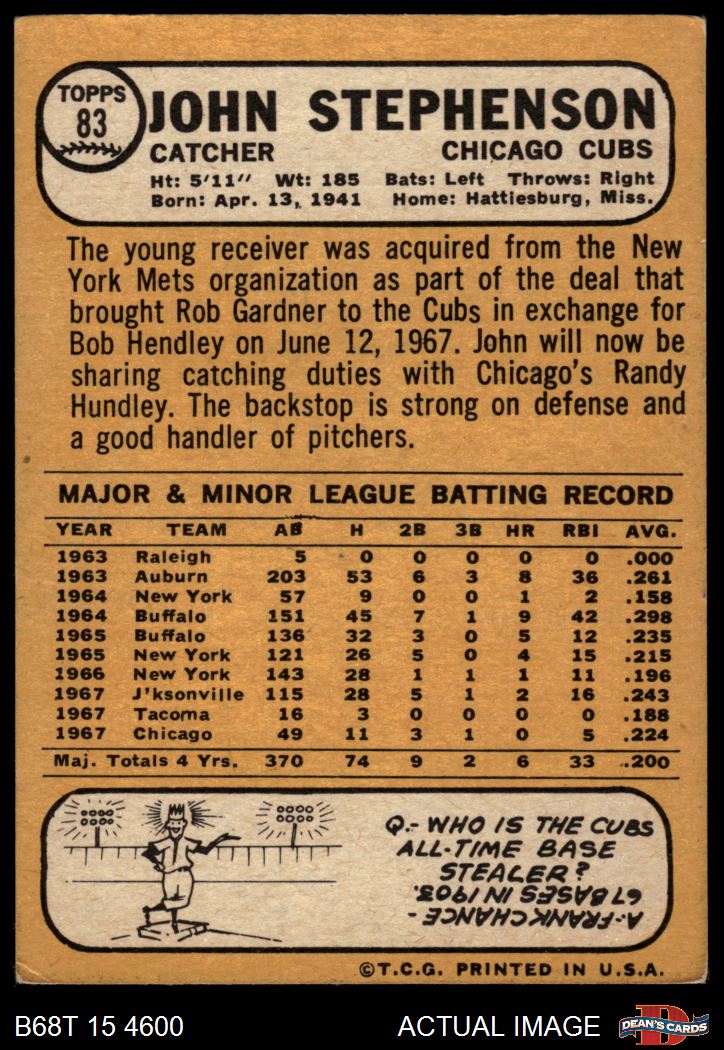 TOPPS
83
JOHN STEPHENSON
CATCHER CHICAGO CUBS
Ht: 5'11" Wt: 185 Bats: Left Throws: Right
Born: Apr. 13, 1941 Home: Hattiesburg, Miss.
The young receiver was acquired from the New
York Mets organization as part of the deal that
brought Rob Gardner to the Cubs in exchange for
Bob Hendley on June 12, 1967. John will now be
sharing catching duties with Chicago's Randy
Hundley. The backstop is strong on defense and
a good handler of pitchers.
MAJOR & MINOR LEAGUE BATTING RECORD
YEAR TEAM AB H 2B 3B HR RBI AVG.
1963 Raleigh 5 0 0 0 0 0 .000
1963 Auburn 203 53 6 3 8 36 .261
1964 New York 57 9 0 0 1 2 .158
1964 Buffalo 151 45 7 1 9 42 .298
1965 Buffalo 136 32 3 0 5 12 .235
1965 New York 121 26 5 0 4 15 .215
1966 New York 143 28 1 1 1 11 .196
1967 J'ksonville 115 28 5 1 2 16 .243
1967 Tacoma 16 3 0 0 0 0 .188
1967 Chicago 49 11 3 1 0 5 .224
Maj. Totals 4 Yrs. 370 74 9 2 6 33 .200
Q.- WHO IS THE CUBS
ALL-TIME BASE
STEALER?
A.-FRANK CHANCE -
67 BASES IN 1903.
©T.C.G. PRINTED IN U.S.A.
B68T 15 4600 ACTUAL IMAGE DEAN'S CARDS